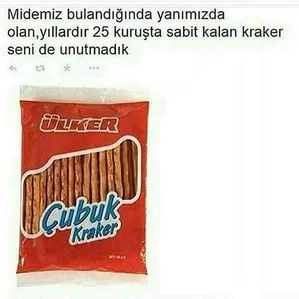 Midemiz bulandığında yanımızda
olan,yıllardır 25 kuruşta sabit kalan kraker
seni de unutmadık
ÜLKER
Çubuk
Kraker